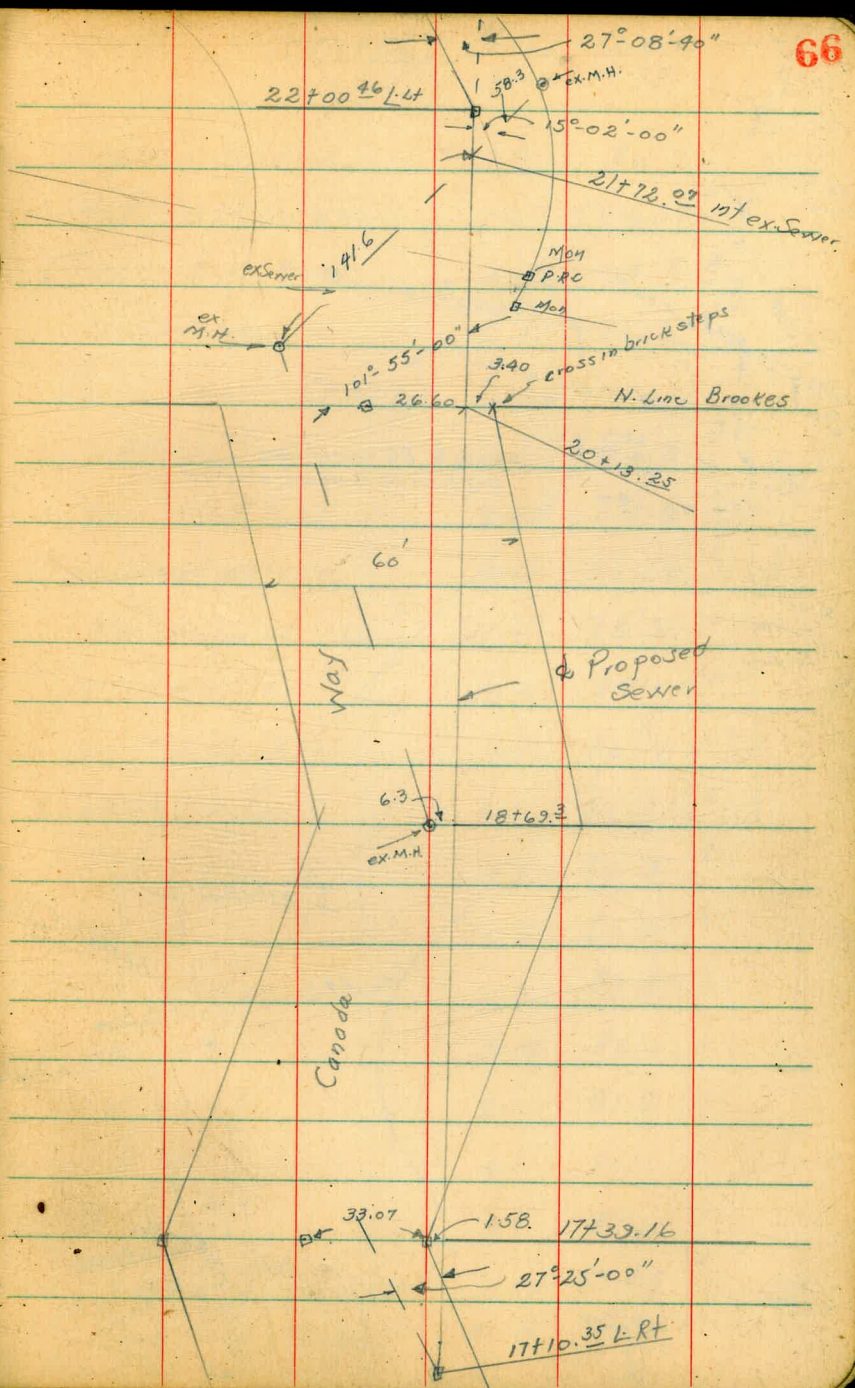 66
27°-08'-40"
58.3
ex.M.H.
22+00.46 L.Lt
15°-02'-00"
21+72.07 int ex.Sewer
141.6
Mon
P.R.C
ex Sewer
Mon
ex
M.H.
101°-55'-00"
3.40
cross in brick steps
26.60
N. Line Brookes
20+13.25
60'
Way
℄ Proposed
Sewer
6.3
18+69.3
ex.M.H.
Canada
33.07
1.58
17+39.16
27°-25'-00"
17+10.35 L.Rt